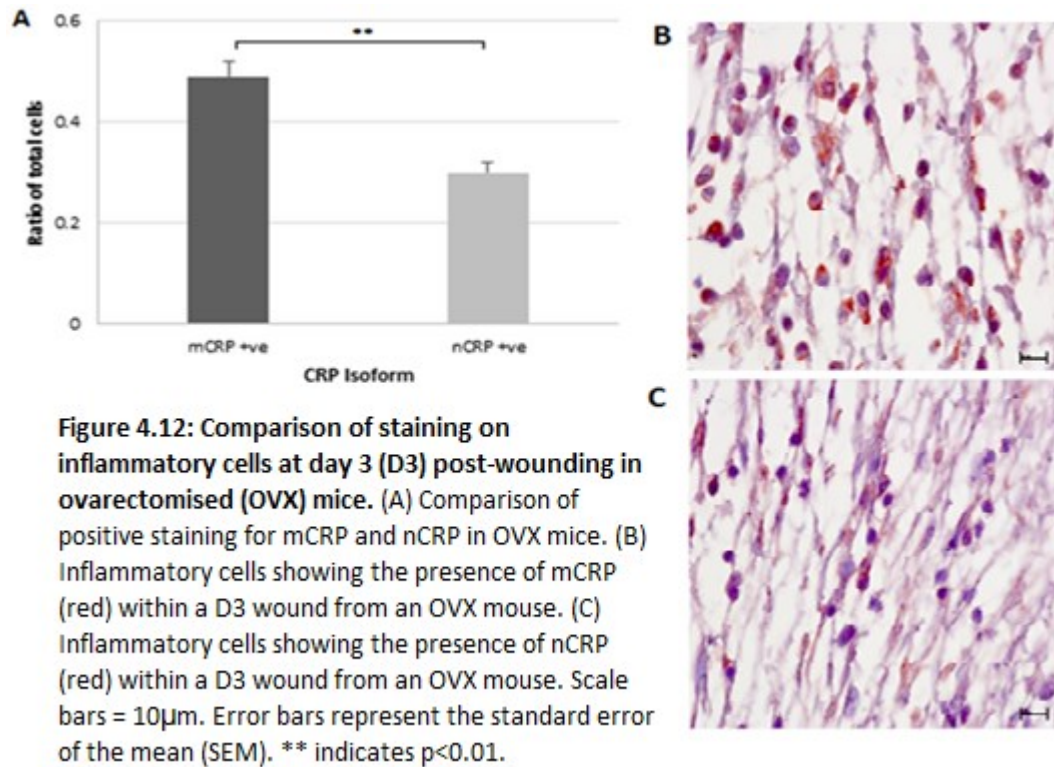 A
0.6
**
0.4
0.2
0
Ratio of total cells
mCRP +ve
nCRP +ve
CRP Isoform
B
C
Figure 4.12: Comparison of staining on
inflammatory cells at day 3 (D3) post-wounding in
ovarectomised (OVX) mice. (A) Comparison of
positive staining for mCRP and nCRP in OVX mice. (B)
Inflammatory cells showing the presence of mCRP
(red) within a D3 wound from an OVX mouse. (C)
Inflammatory cells showing the presence of nCRP
(red) within a D3 wound from an OVX mouse. Scale
bars = 10µm. Error bars represent the standard error
of the mean (SEM). ** indicates p<0.01.